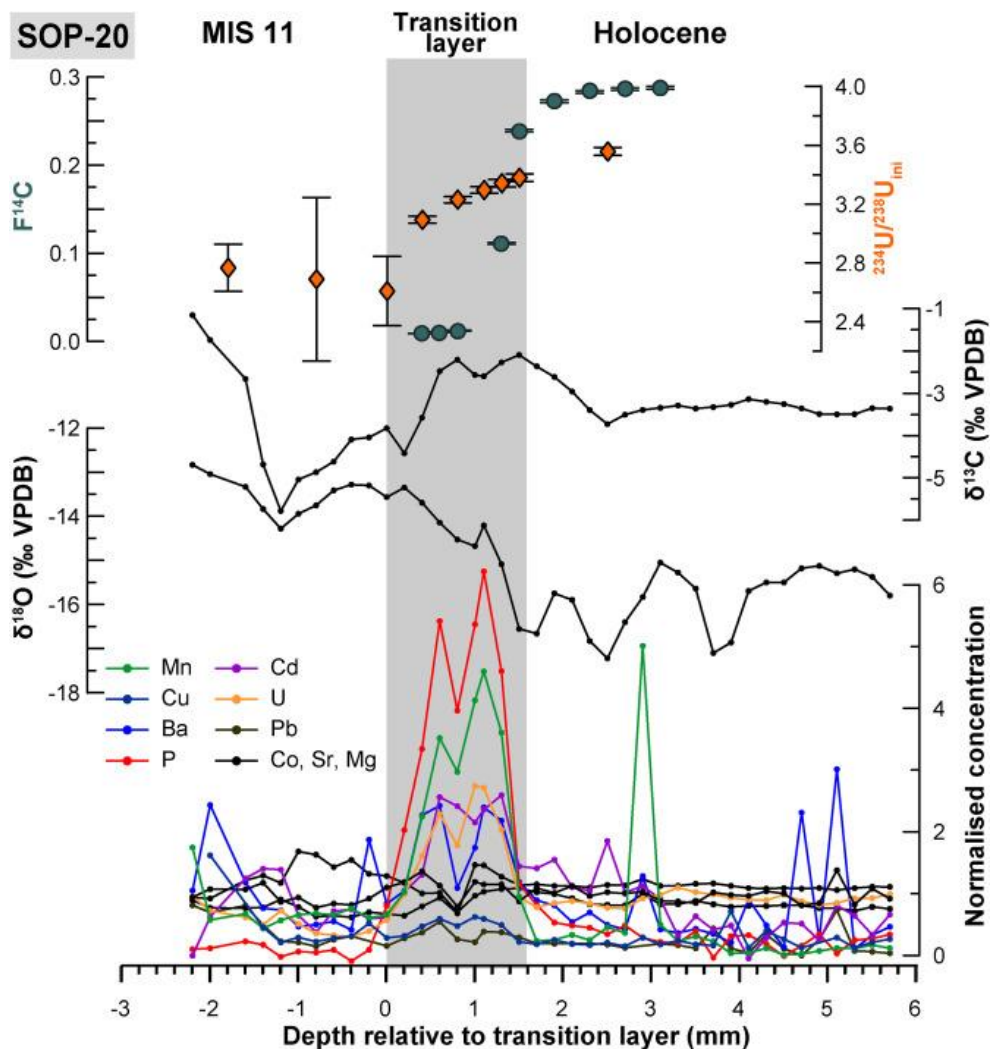 SOP-20
MIS 11
Transition
layer
Holocene
0.3
0.2
0.1
0.0
F¹⁴C
4.0
3.6
3.2
2.8
2.4
²³⁴U/²³⁸Uᵢₙᵢ
-1
-3
-5
δ¹³C (‰ VPDB)
-12
-14
-16
-18
δ¹⁸O (‰ VPDB)
Mn
Cu
Ba
P
Cd
U
Pb
Co, Sr, Mg
6
4
2
0
Normalised concentration
-3 -2 -1 0 1 2 3 4 5 6
Depth relative to transition layer (mm)